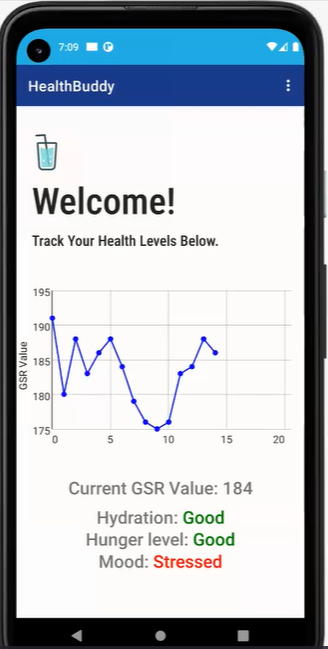 7:09
HealthBuddy
Welcome!
Track Your Health Levels Below.
GSR Value
195
190
185
180
175
0 5 10 15 20
Current GSR Value: 184
Hydration: Good
Hunger level: Good
Mood: Stressed